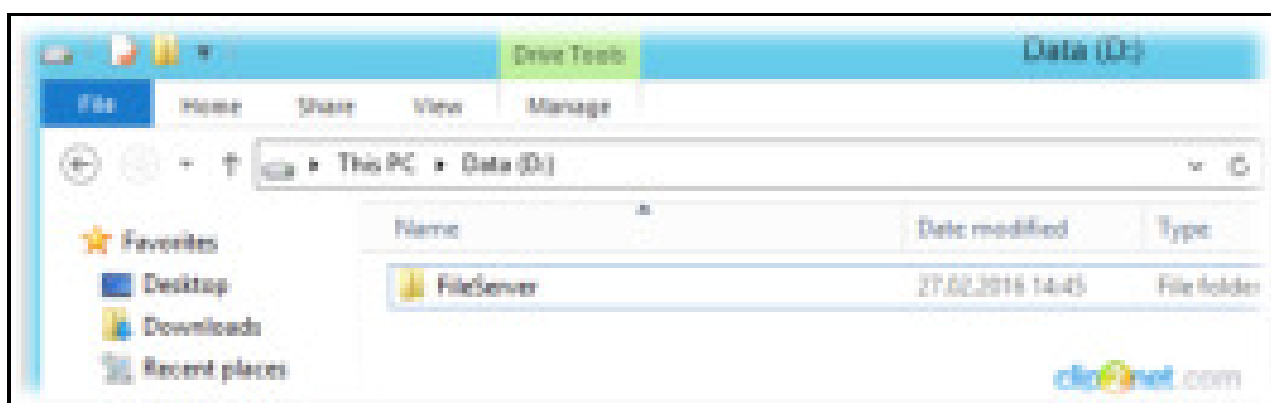 Drive Tools Data (D:)
File Home Share View Manage
This PC Data (D:)
Name Date modified Type
Favorites
FileServer 27.02.2016 14:45 File folder
Desktop
Downloads
Recent places
clic2net.com